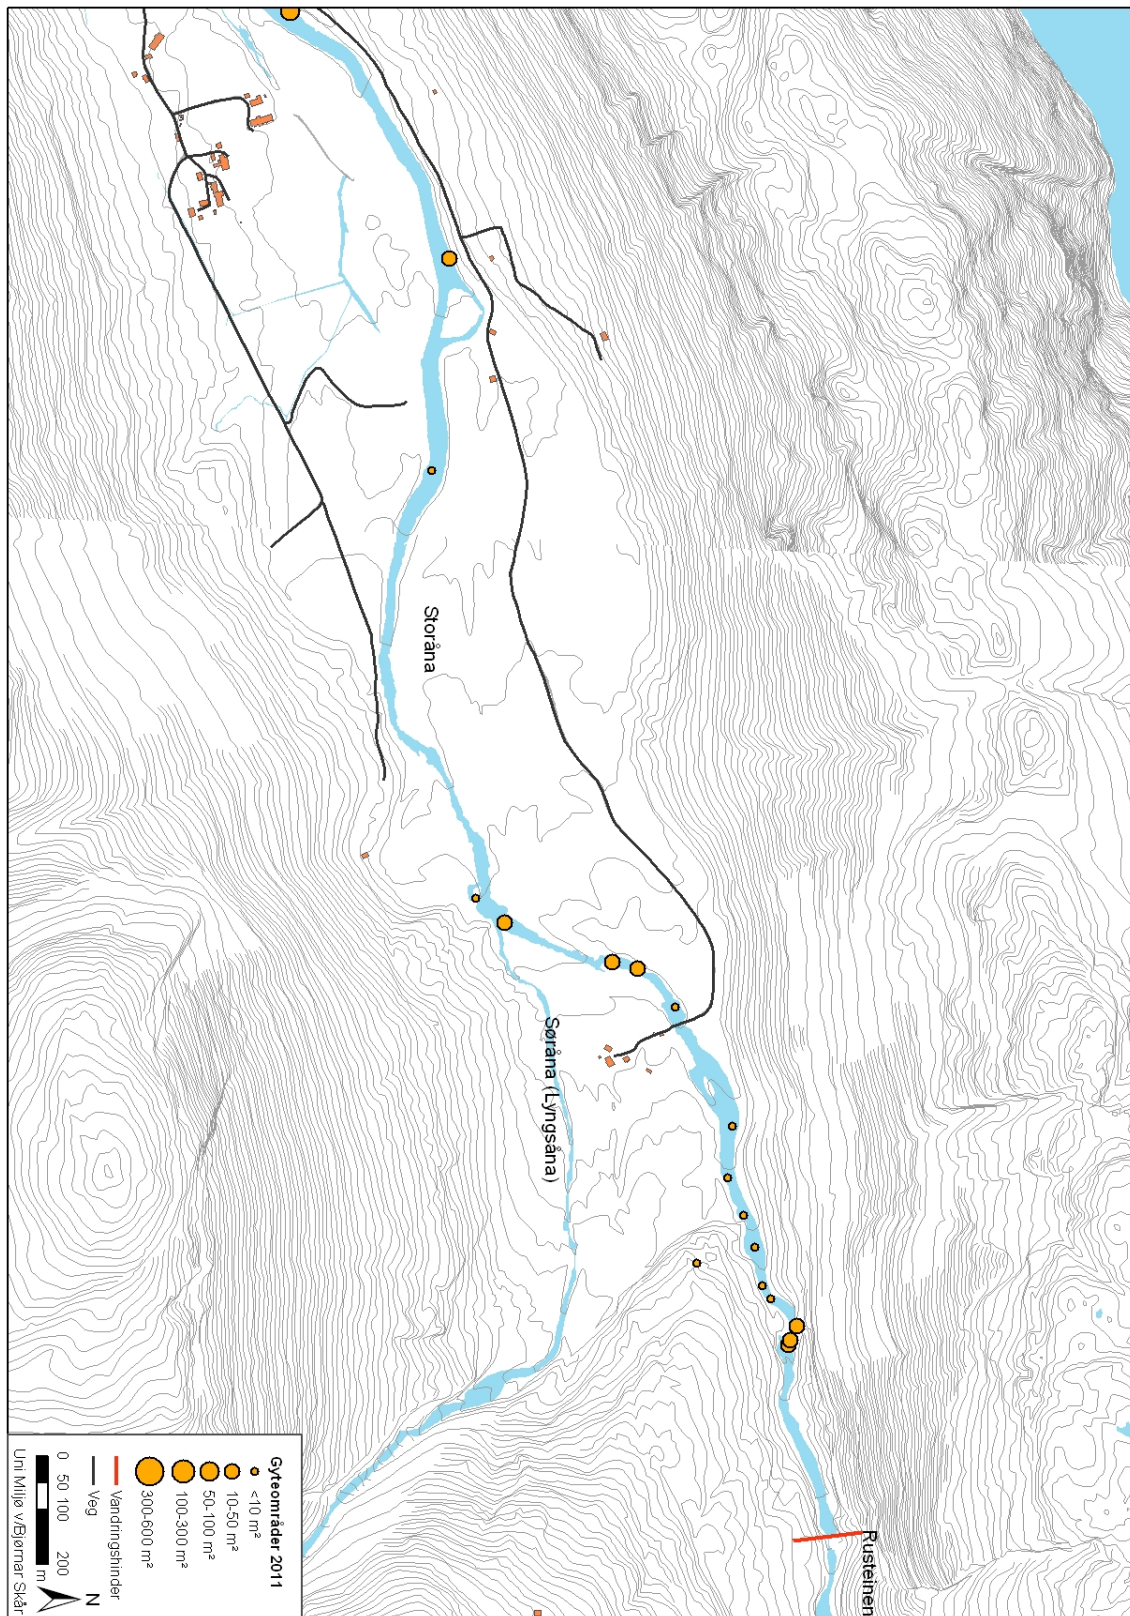 Storåna
Søråna (Lyngsåna)
Rusteinen
Gyteområder 2011
<10 m²
10-50 m²
50-100 m²
100-300 m²
300-600 m²
Vandringshinder
Veg
0 50 100 200
m
N
Uni Miljø v/Bjørnar Skår